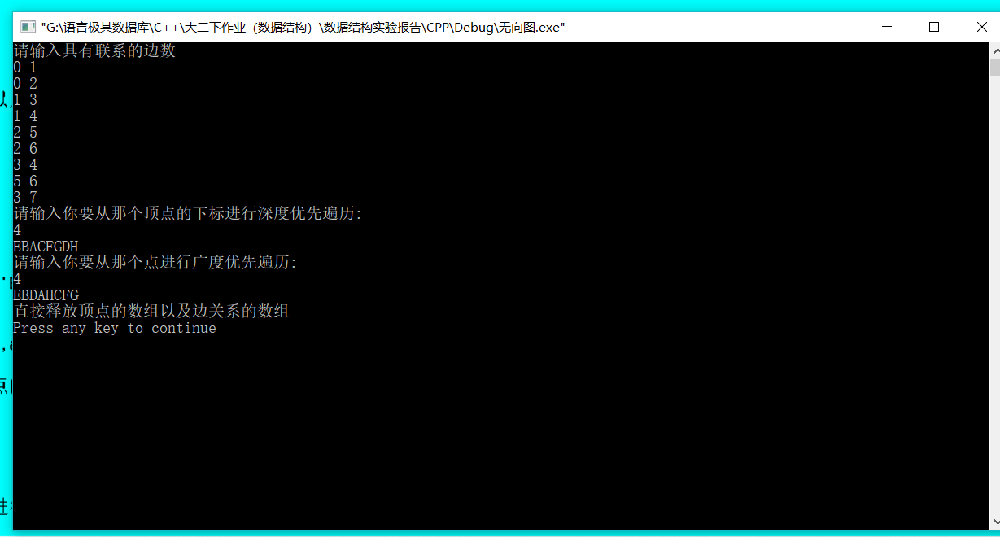 "G:\语言极其数据库\C++\大二下作业（数据结构）\数据结构实验报告\CPP\Debug\无向图.exe"
请输入具有联系的边数
0 1
0 2
1 3
1 4
2 5
2 6
3 4
5 6
3 7
请输入你要从那个顶点的下标进行深度优先遍历:
4
EBACFGDH
请输入你要从那个点进行广度优先遍历:
4
EBDAHCFG
直接释放顶点的数组以及边关系的数组
Press any key to continue